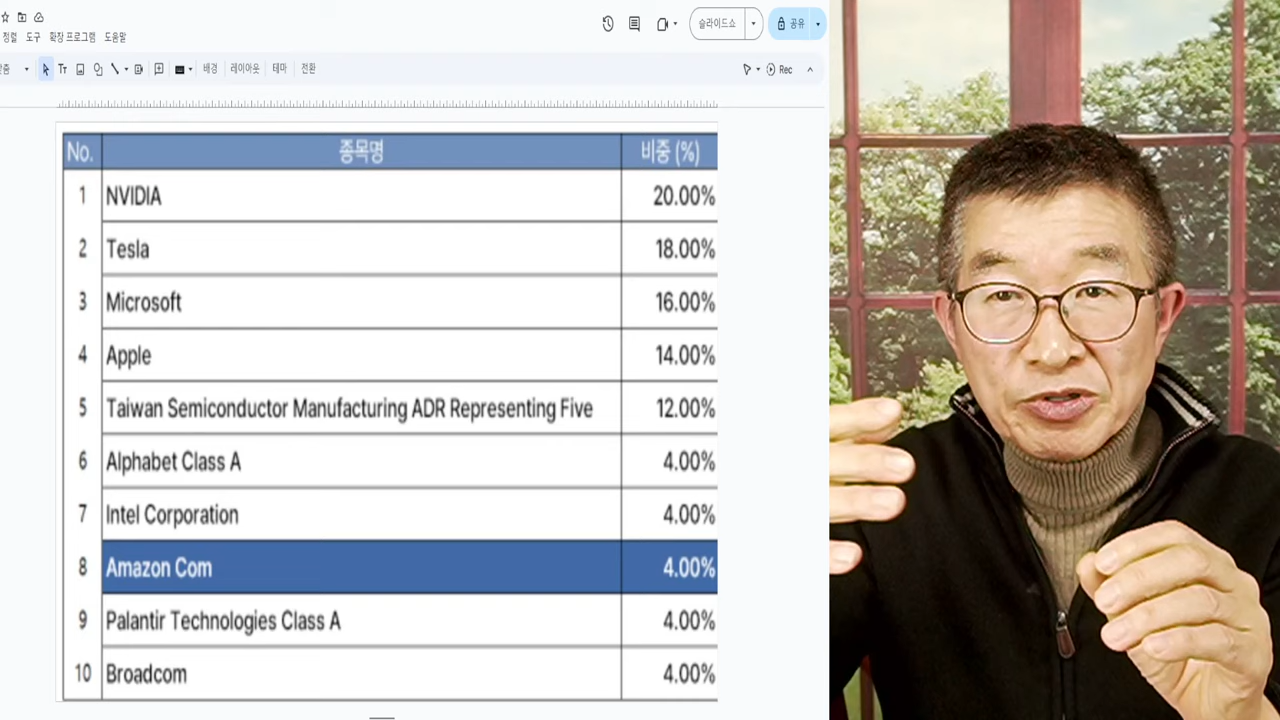 정렬 도구 확장 프로그램 도움말
슬라이드쇼
공유
배경 레이아웃 테마 전환
Rec
No. 종목명 비중 (%)
1 NVIDIA 20.00%
2 Tesla 18.00%
3 Microsoft 16.00%
4 Apple 14.00%
5 Taiwan Semiconductor Manufacturing ADR Representing Five 12.00%
6 Alphabet Class A 4.00%
7 Intel Corporation 4.00%
8 Amazon Com 4.00%
9 Palantir Technologies Class A 4.00%
10 Broadcom 4.00%